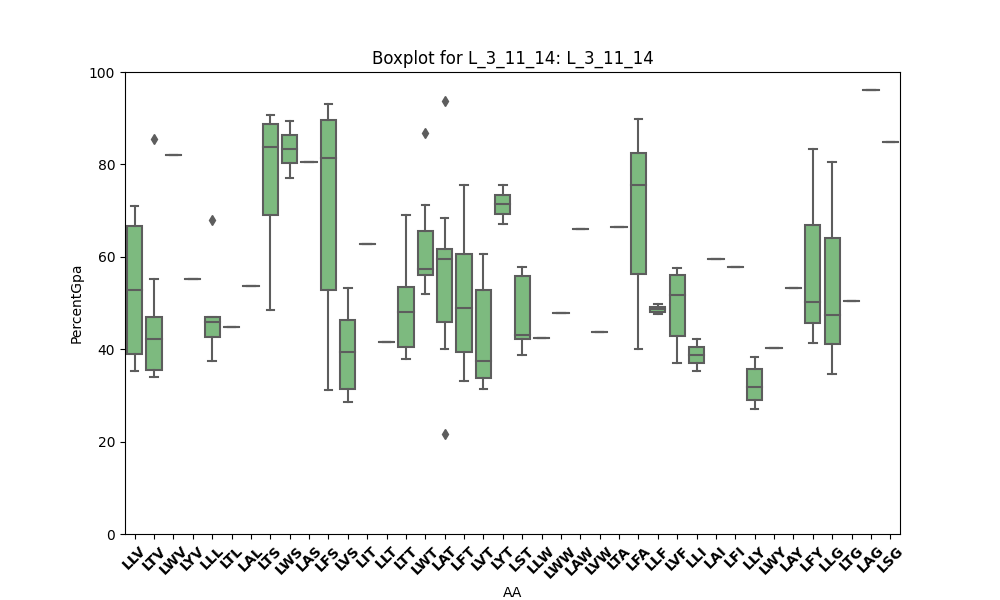 Boxplot for L_3_11_14: L_3_11_14
100
80
60
40
20
0
PercentGpa
LLV LTV LWV LYV LLL LTL LAL LTS LWS LAS LFS LVS LIT LLT LTT LWT LAT LFT LVT LYT LST LLW LWW LAW LVW LTA LFA LLF LVF LLI LAI LFI LLY LWY LAY LFY LLG LTG LAG LSG
AA